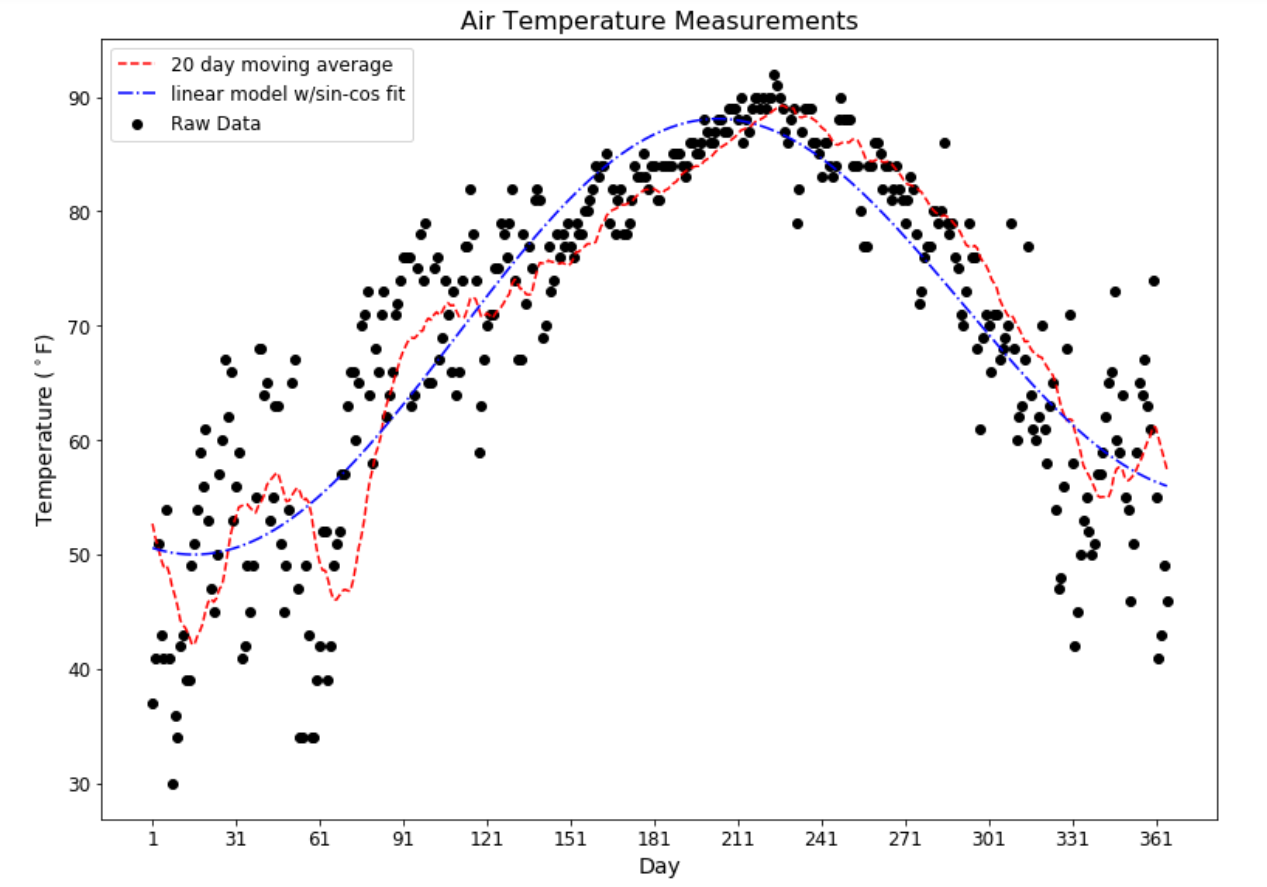 Air Temperature Measurements
20 day moving average
linear model w/sin-cos fit
Raw Data
Temperature (°F)
90
80
70
60
50
40
30
1 31 61 91 121 151 181 211 241 271 301 331 361
Day